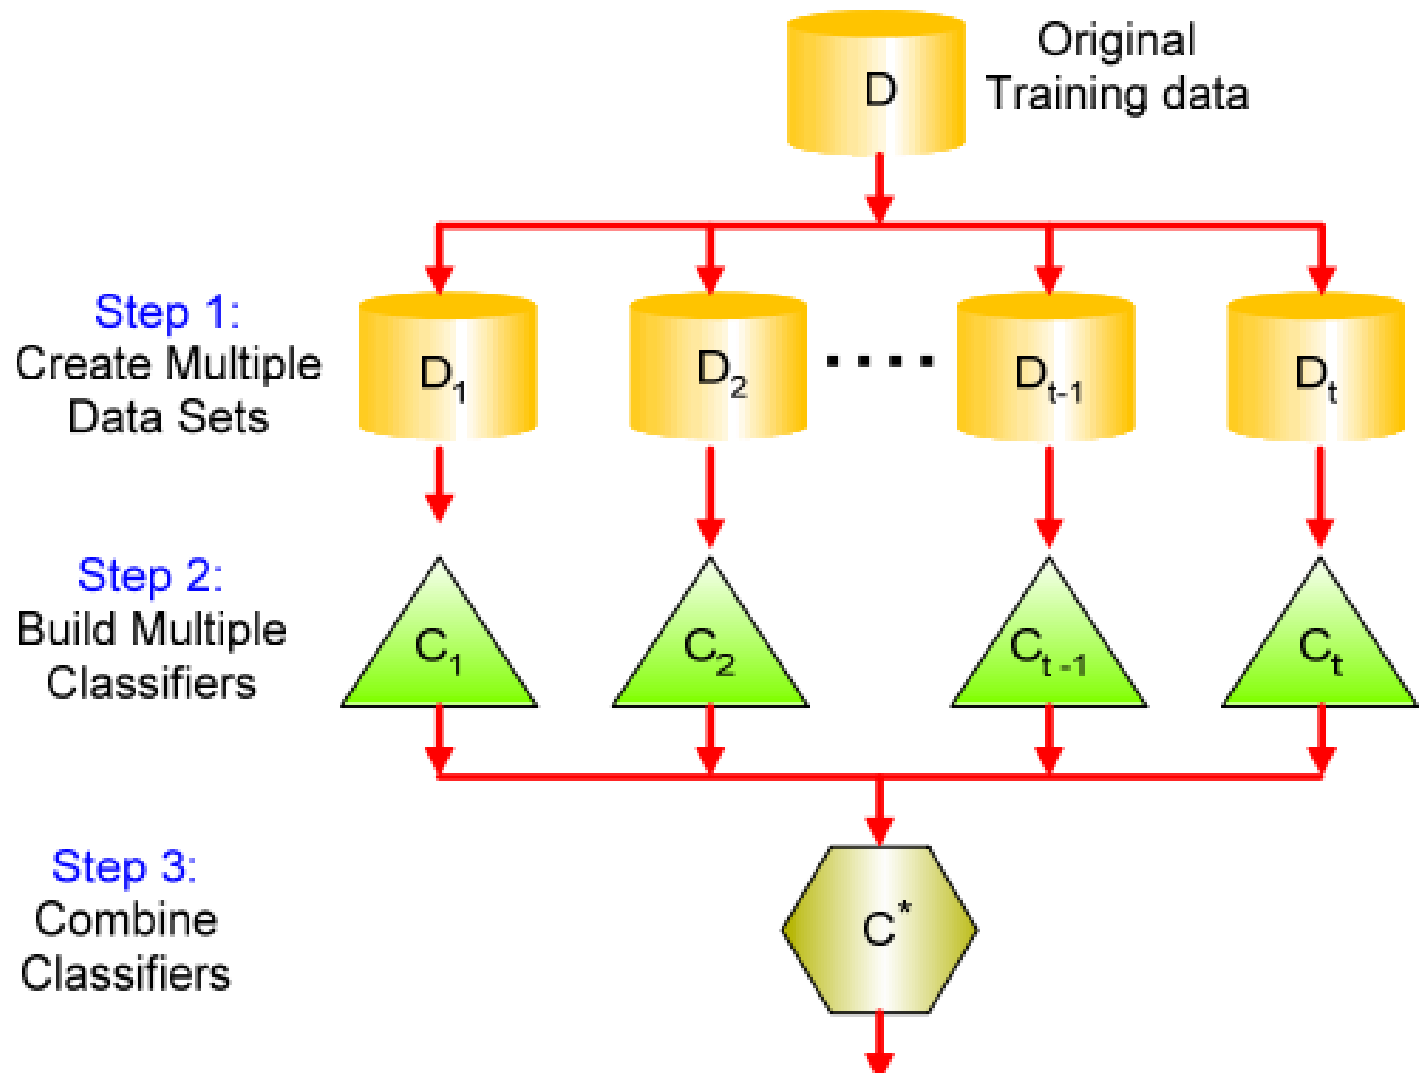 D
Original
Training data
Step 1:
Create Multiple
Data Sets
D1
D2
....
Dt-1
Dt
Step 2:
Build Multiple
Classifiers
C1
C2
Ct-1
Ct
Step 3:
Combine
Classifiers
C*